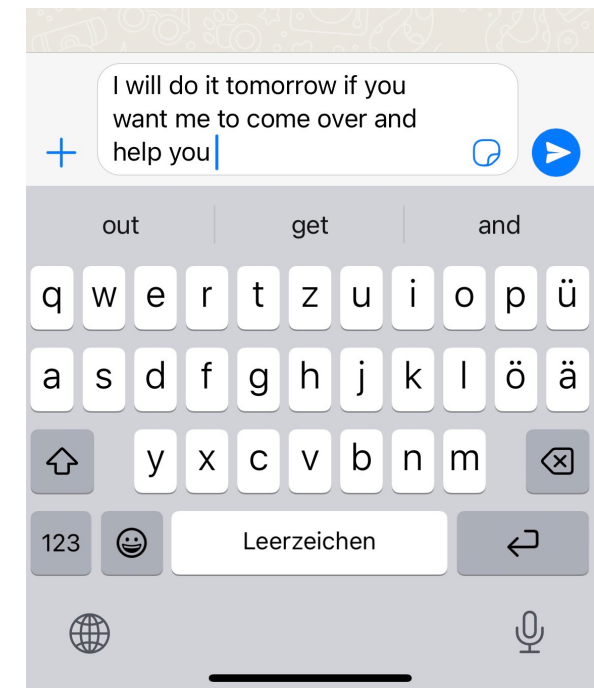 I will do it tomorrow if you
want me to come over and
help you
out get and
q w e r t z u i o p ü
a s d f g h j k l ö ä
y x c v b n m
123 Leerzeichen